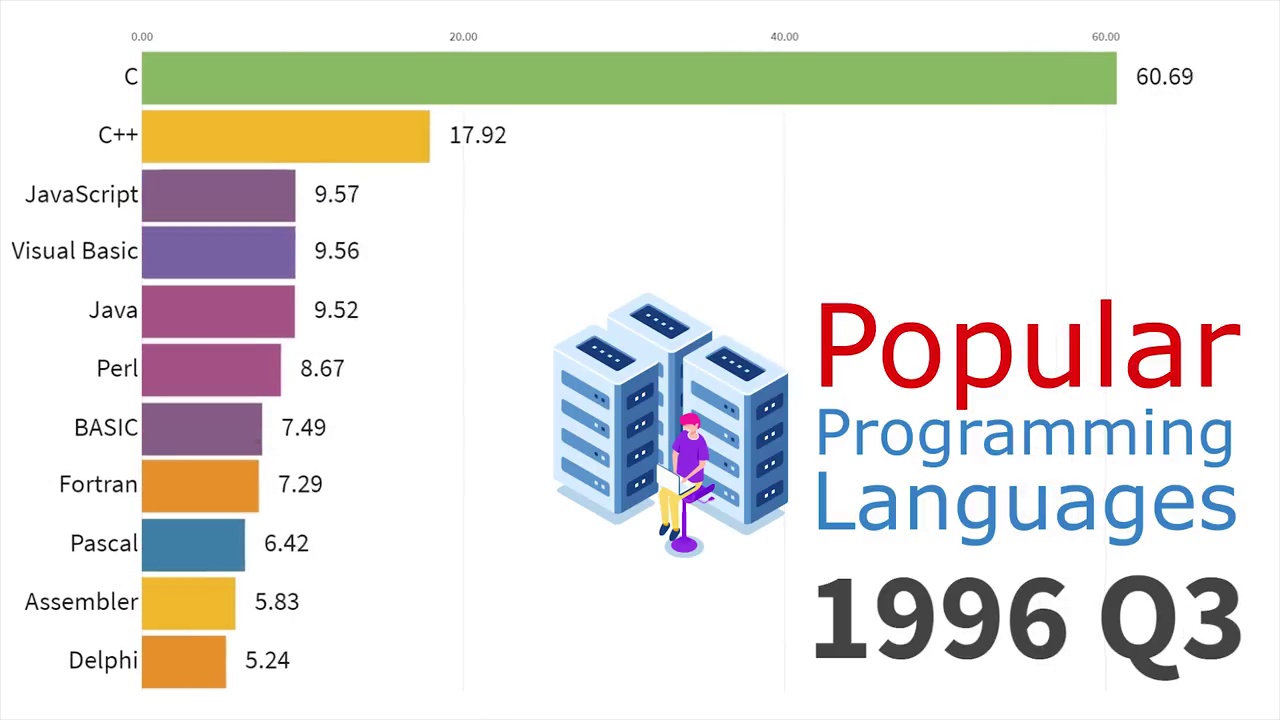 0.00 20.00 40.00 60.00
C 60.69
C++ 17.92
JavaScript 9.57
Visual Basic 9.56
Java 9.52
Perl 8.67
BASIC 7.49
Fortran 7.29
Pascal 6.42
Assembler 5.83
Delphi 5.24
Popular
Programming
Languages
1996 Q3